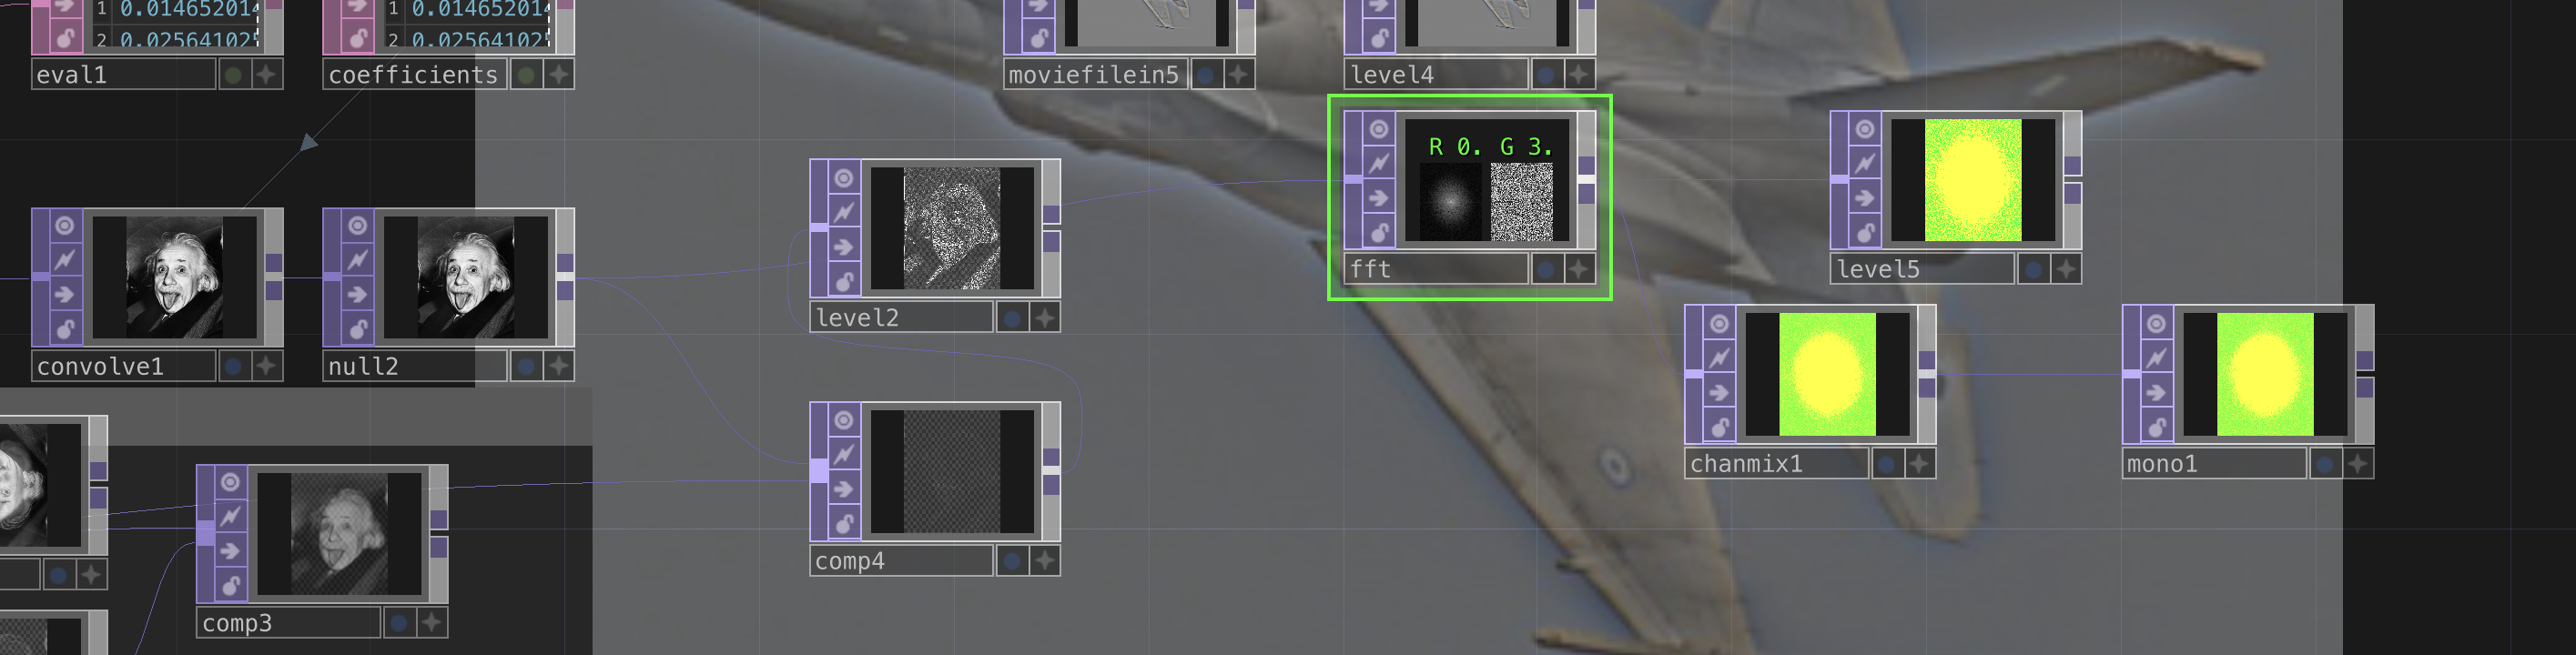 1 0.01465201
2 0.02564102
eval1
1 0.01465201
2 0.02564102
coefficients
moviefilein5
level4
R 0. G 3.
fft
level5
level2
convolve1
null2
chanmix1
mono1
comp4
comp3